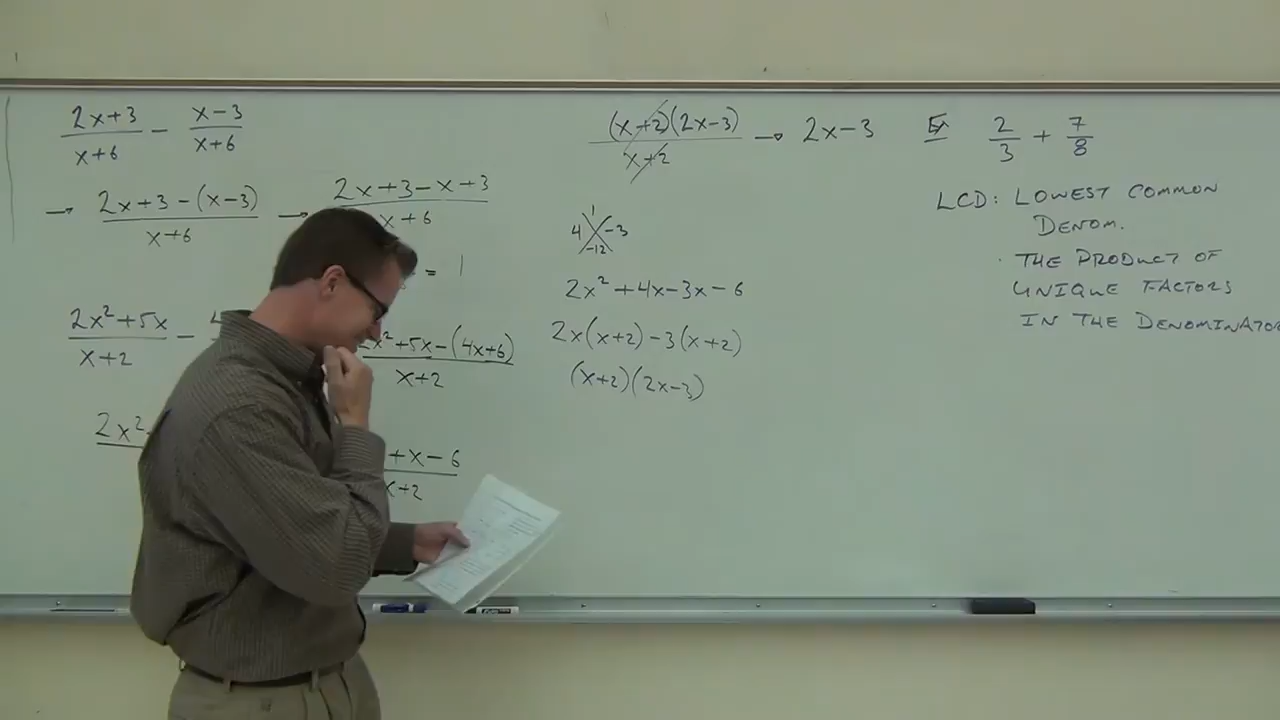 2x+3 / x+6 − x−3 / x+6
→ 2x+3−(x−3) / x+6 → 2x+3−x+3 / x+6
= 1
2x²+5x / x+2 − 4 2x²+5x−(4x+6) / x+2
2x² +x−6 / x+2
(x+2)(2x−3) / x+2 → 2x−3
1
4 −3
−12
2x²+4x−3x−6
2x(x+2)−3(x+2)
(x+2)(2x−3)
Ex 2/3 + 7/8
LCD: LOWEST COMMON
DENOM.
· THE PRODUCT OF
UNIQUE FACTORS
IN THE DENOMINATO